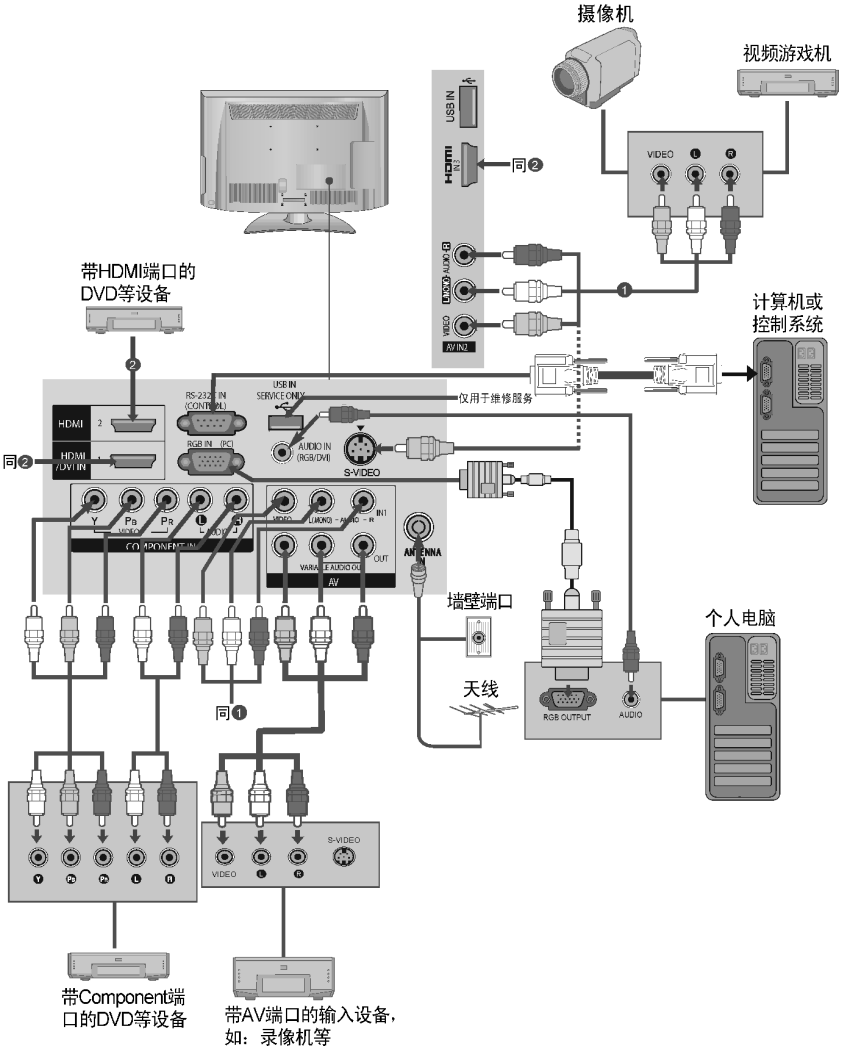 摄像机
视频游戏机
USB IN
HDMI
IN 3
同❷
VIDEO
L
R
R
-AUDIO-
L/MONO
VIDEO
AV IN2
❶
带HDMI端口的
DVD等设备
❷
计算机或
控制系统
RS-232C IN
(CONTROL)
USB IN
SERVICE ONLY
仅用于维修服务
HDMI
2
RGB IN (PC)
AUDIO IN
(RGB/DVI)
S-VIDEO
同❷
HDMI
/DVI IN
1
Y
PB
PR
L
R
VIDEO
AUDIO
COMPONENT IN
VIDEO
L(MONO) - AUDIO - R
IN1
OUT
VARIABLE AUDIO OUT
AV
ANTENNA
IN
墙壁端口
个人电脑
天线
RGB OUTPUT
AUDIO
同❶
Y
PB
PR
L
R
VIDEO
L
R
S-VIDEO
带Component端
口的DVD等设备
带AV端口的输入设备，
如：录像机等